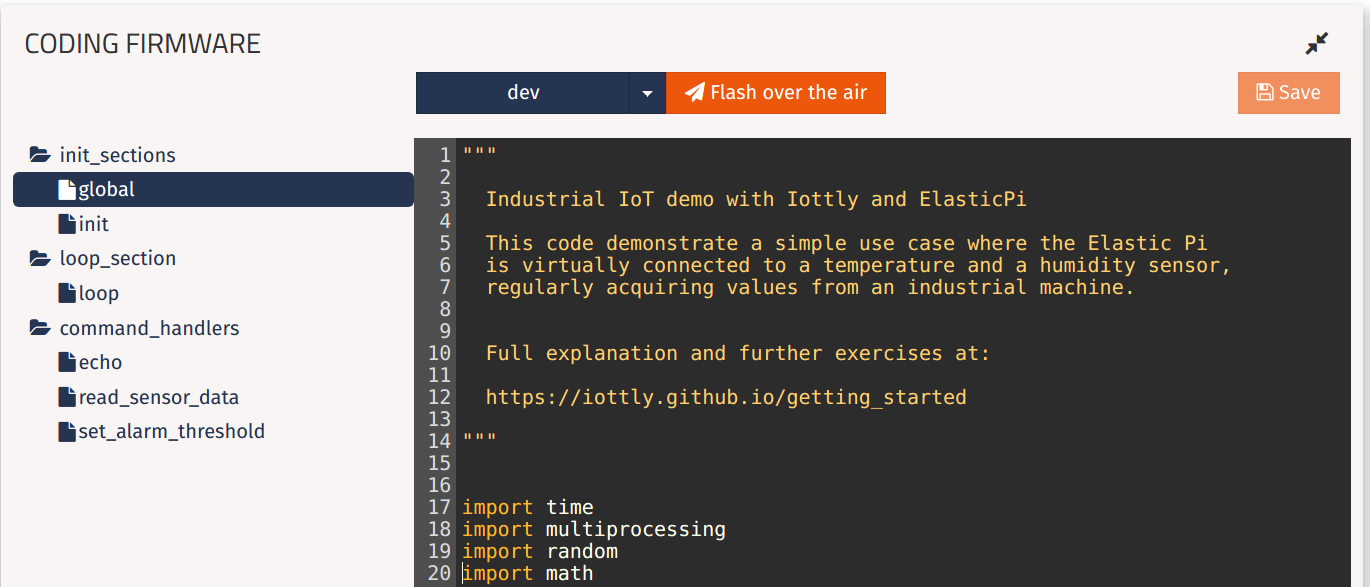 CODING FIRMWARE
dev
Flash over the air
Save
init_sections
global
init
loop_section
loop
command_handlers
echo
read_sensor_data
set_alarm_threshold
1 """
2
3 Industrial IoT demo with Iottly and ElasticPi
4
5 This code demonstrate a simple use case where the Elastic Pi
6 is virtually connected to a temperature and a humidity sensor,
7 regularly acquiring values from an industrial machine.
8
9
10 Full explanation and further exercises at:
11
12 https://iottly.github.io/getting_started
13
14 """
15
16
17 import time
18 import multiprocessing
19 import random
20 import math